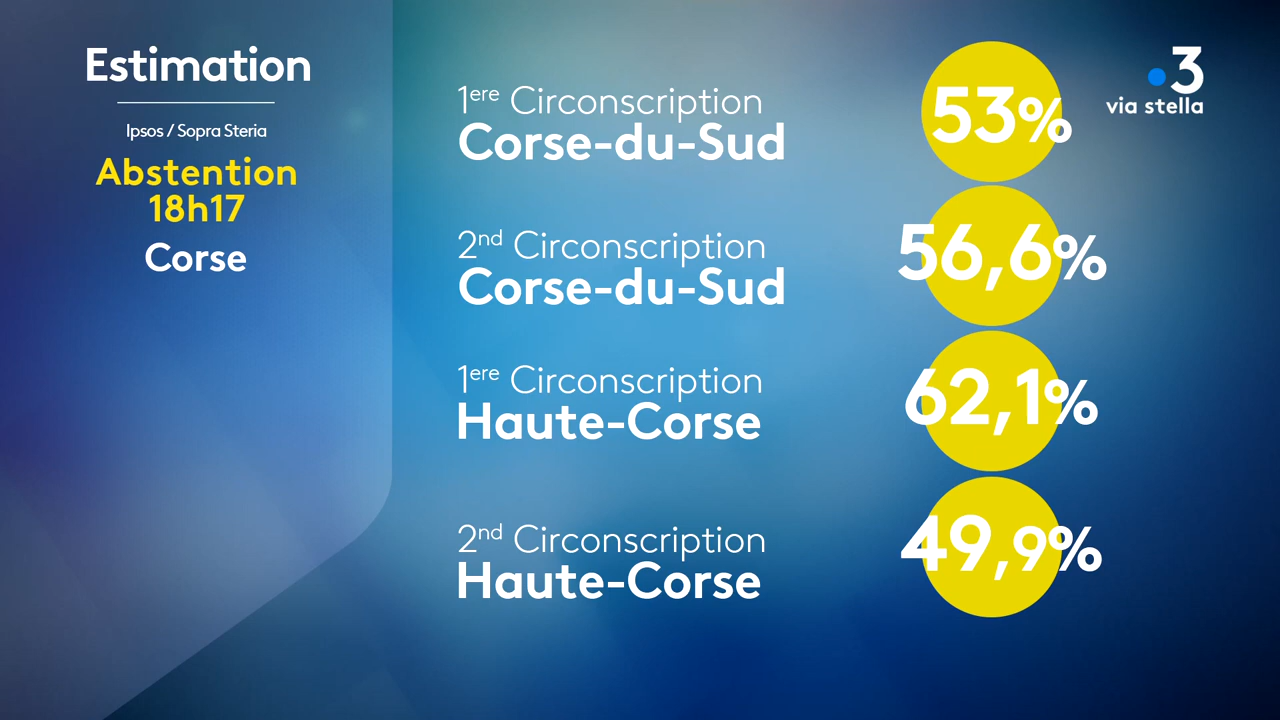 Estimation
Ipsos / Sopra Steria
Abstention
18h17
Corse
1ere Circonscription
Corse-du-Sud
53%
2nd Circonscription
Corse-du-Sud
56,6%
1ere Circonscription
Haute-Corse
62,1%
2nd Circonscription
Haute-Corse
49,9%
3
via stella